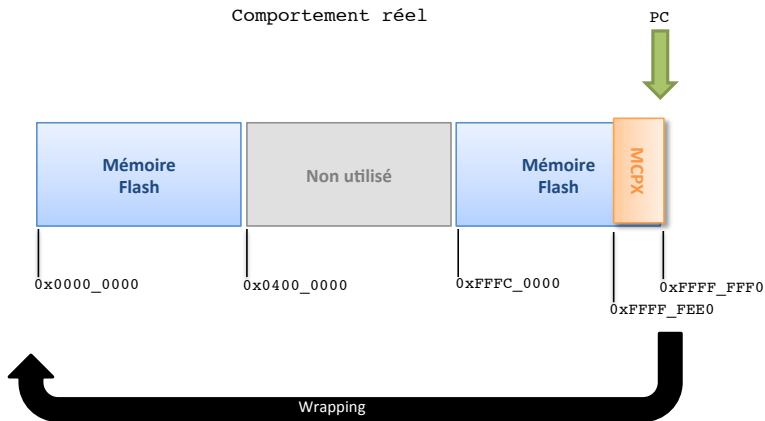 Comportement réel
PC
Mémoire
Flash
Non utilisé
Mémoire
Flash
MCPX
0x0000_0000
0x0400_0000
0xFFFC_0000
0xFFFF_FFF0
0xFFFF_FEE0
Wrapping